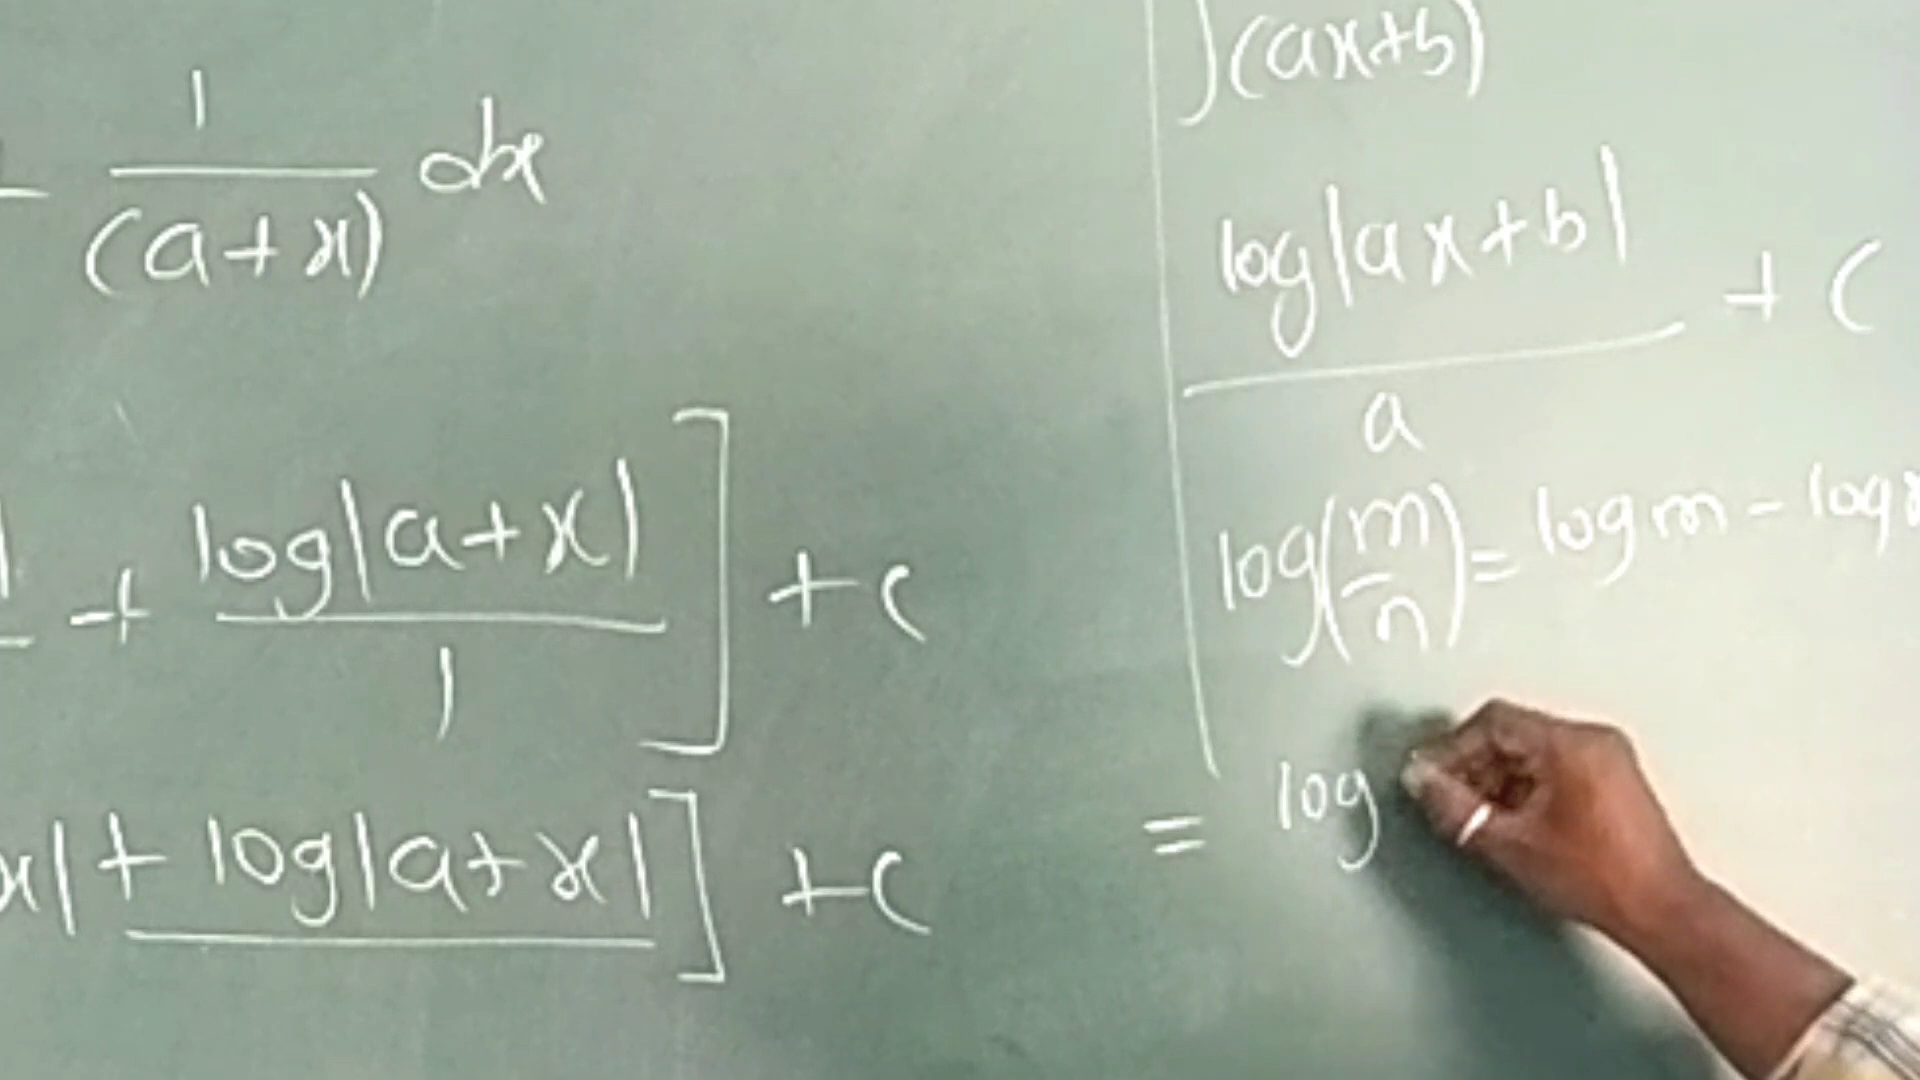 1
(a+x) dx
+ log|a+x| ] + c
1
x| + log|a+x| ] + c
∫(ax+b)
log|ax+b| + c
a
log(m/n) = log m - log
= log